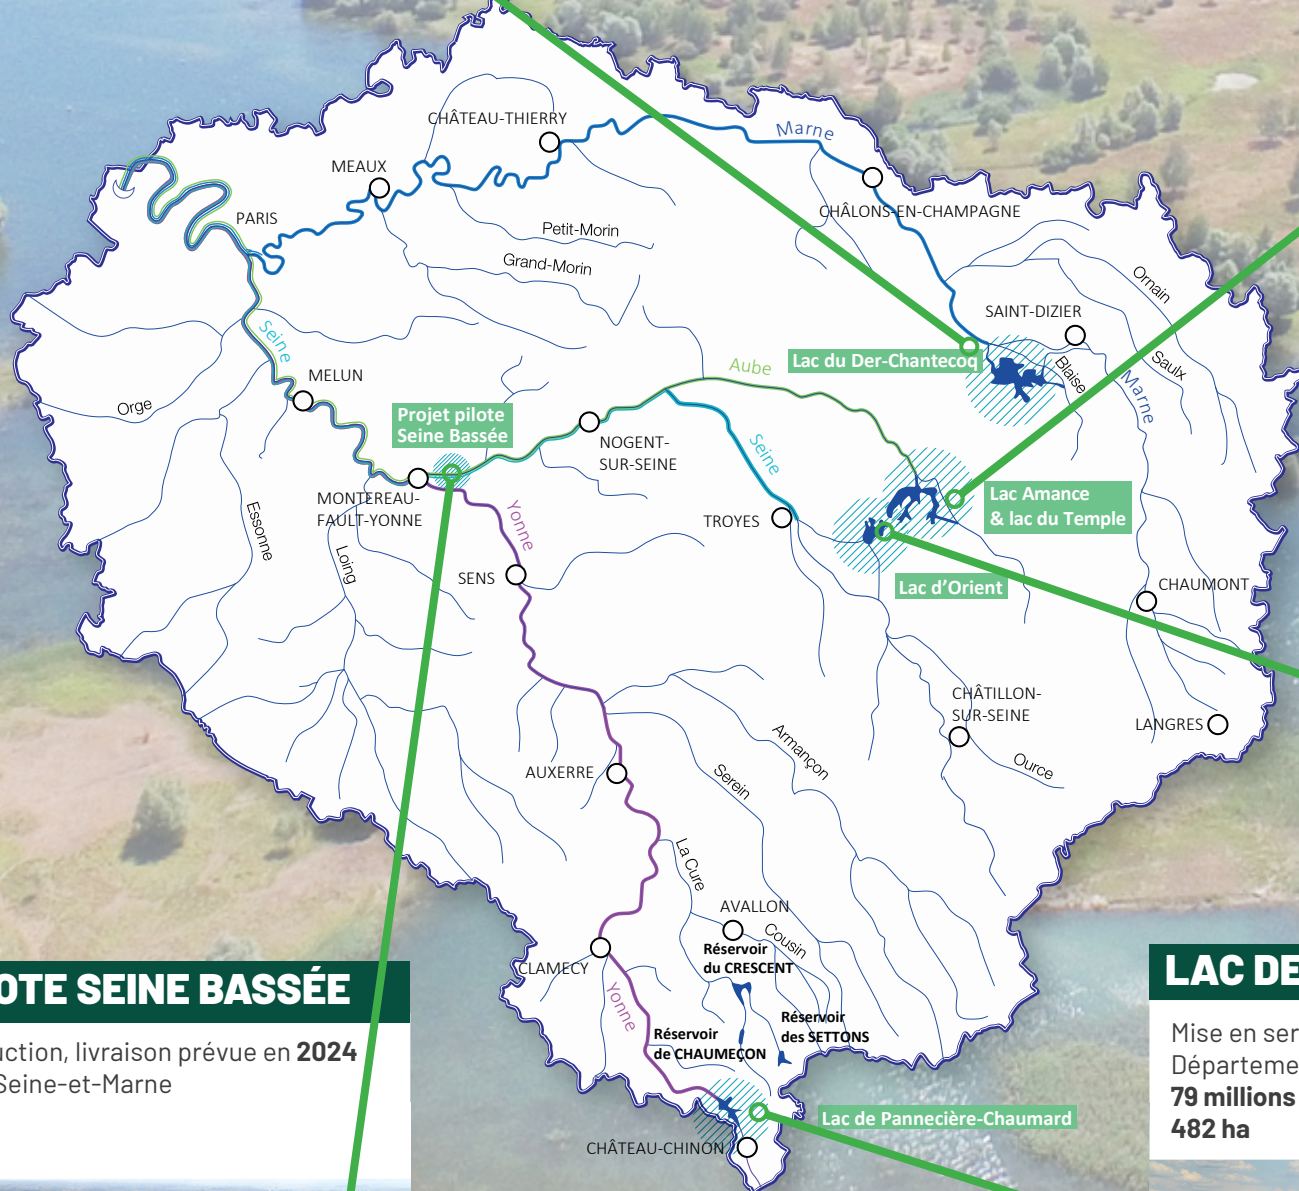 CHÂTEAU-THIERRY
Marne
MEAUX
CHÂLONS-EN-CHAMPAGNE
PARIS
Petit-Morin
Grand-Morin
Ornain
SAINT-DIZIER
Seine
Lac du Der-Chantecoq
Blaise
Saulx
Marne
Aube
MELUN
Orge
Projet pilote
Seine Bassée
NOGENT-
SUR-SEINE
Seine
MONTEREAU-
FAULT-YONNE
Yonne
TROYES
Lac Amance
& lac du Temple
Essonne
Loing
SENS
Lac d'Orient
CHAUMONT
CHÂTILLON-
SUR-SEINE
LANGRES
Armançon
Ource
AUXERRE
Serein
La Cure
AVALLON
Cousin
Réservoir
du CRESCENT
CLAMECY
Yonne
Réservoir
des SETTONS
Réservoir
de CHAUMEÇON
Lac de Pannecière-Chaumard
CHÂTEAU-CHINON
OTE SEINE BASSÉE
uction, livraison prévue en 2024
Seine-et-Marne
LAC DE
Mise en ser
Départeme
79 millions
482 ha